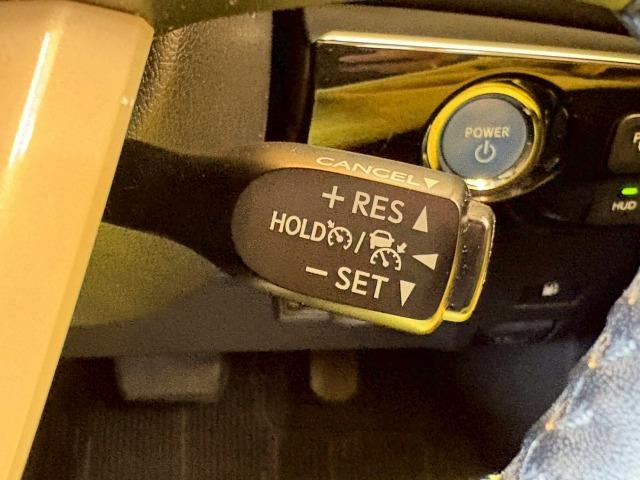 POWER
CANCEL
+ RES
HOLD /
- SET
HUD